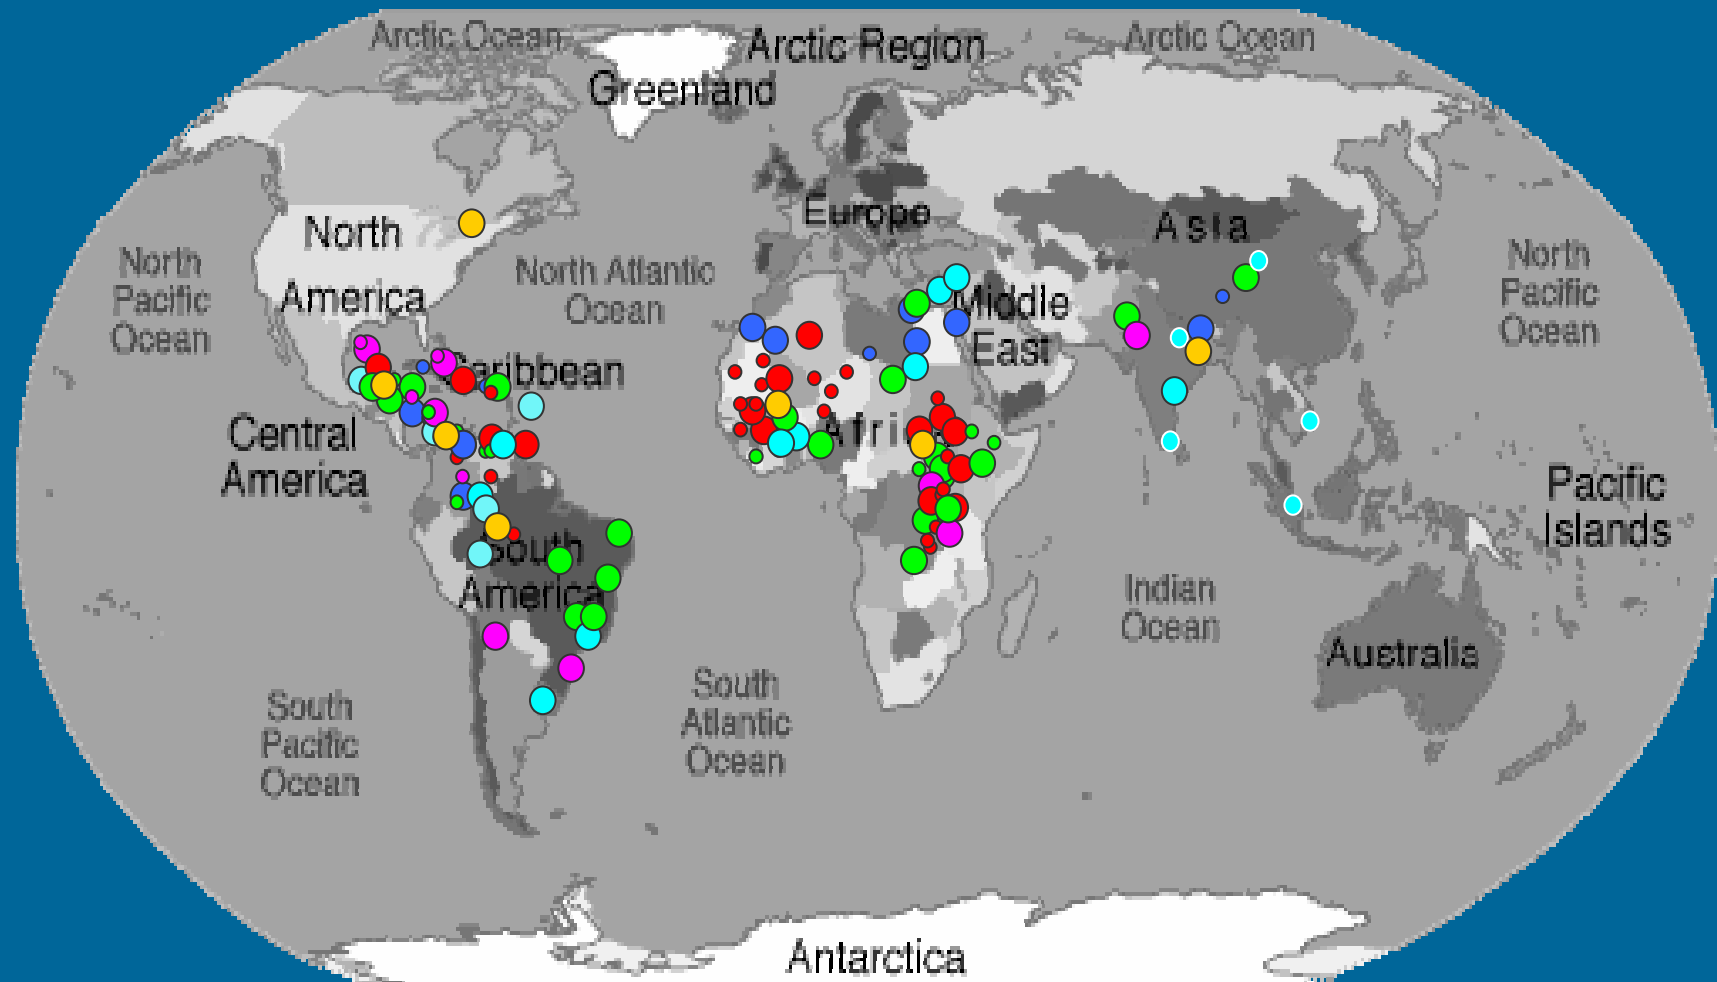 Arctic Ocean
Arctic Region
Arctic Ocean
Greenland
Europe
Asia
North
America
North
Pacific
Ocean
North Atlantic
Ocean
Middle
East
North
Pacific
Ocean
Caribbean
Central
America
Africa
Pacific
Islands
South
America
Indian
Ocean
Australia
South
Pacific
Ocean
South
Atlantic
Ocean
Antarctica